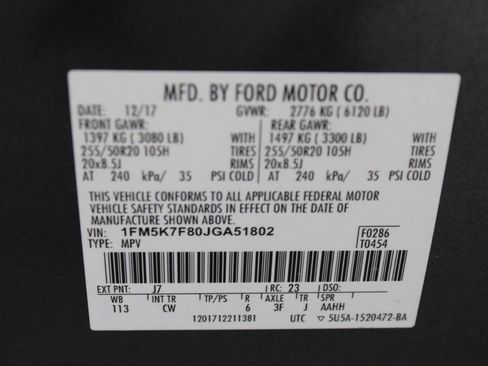 MFD. BY FORD MOTOR CO.
DATE: 12/17 GVWR: 2776 KG ( 6120 LB)
FRONT GAWR: REAR GAWR:
1397 KG ( 3080 LB) WITH 1497 KG ( 3300 LB) WITH
255/50R20 105H TIRES 255/50R20 105H TIRES
20x8.5J RIMS 20x8.5J RIMS
AT 240 kPa/ 35 PSI COLD AT 240 kPa/ 35 PSI COLD
THIS VEHICLE CONFORMS TO ALL APPLICABLE FEDERAL MOTOR
VEHICLE SAFETY STANDARDS IN EFFECT ON THE DATE OF
MANUFACTURE SHOWN ABOVE.
VIN: 1FM5K7F80JGA51802 F0286
TYPE: MPV T0454
EXT PNT: J7 RC: 23 DSO:
WB INT TR TP/PS R AXLE TR SPR
113 CW 6 3F J AAHH
1201712211381 UTC ▽ 5U5A-1520472-BA